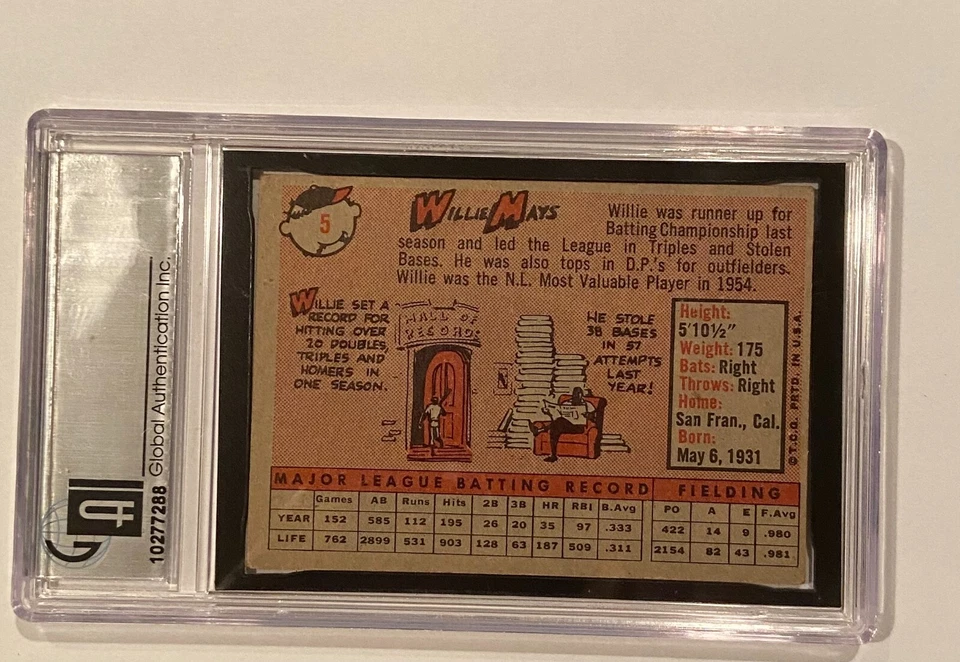 Global Authentication Inc.
10277288
5
WILLIE MAYS
Willie was runner up for
Batting Championship last
season and led the League in Triples and Stolen
Bases. He was also tops in D.P.'s for outfielders.
Willie was the N.L. Most Valuable Player in 1954.
WILLIE SET A
RECORD FOR
HITTING OVER
20 DOUBLES,
TRIPLES AND
HOMERS IN
ONE SEASON.
HALL OF
RECORDS
HE STOLE
38 BASES
IN 57
ATTEMPTS
LAST
YEAR!
Height:
5'10½"
Weight: 175
Bats: Right
Throws: Right
Home:
San Fran., Cal.
Born:
May 6, 1931
©T.C.G. PRTD. IN U.S.A.
MAJOR LEAGUE BATTING RECORD FIELDING
Games AB Runs Hits 2B 3B HR RBI B.Avg PO A E F.Avg
YEAR 152 585 112 195 26 20 35 97 .333 422 14 9 .980
LIFE 762 2899 531 903 128 63 187 509 .311 2154 82 43 .981